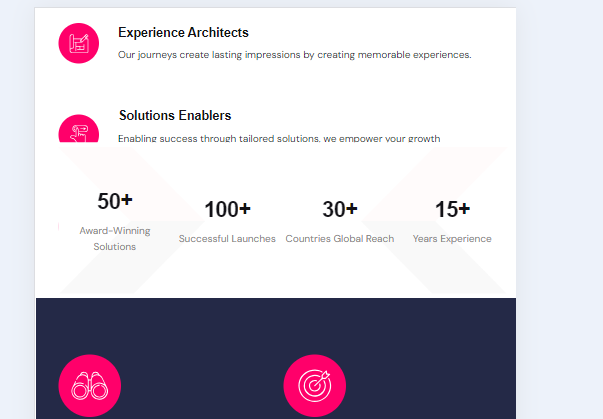 Experience Architects
Our journeys create lasting impressions by creating memorable experiences.
Solutions Enablers
Enabling success through tailored solutions, we empower your growth
50+
100+
30+
15+
Award-Winning
Solutions
Successful Launches
Countries Global Reach
Years Experience